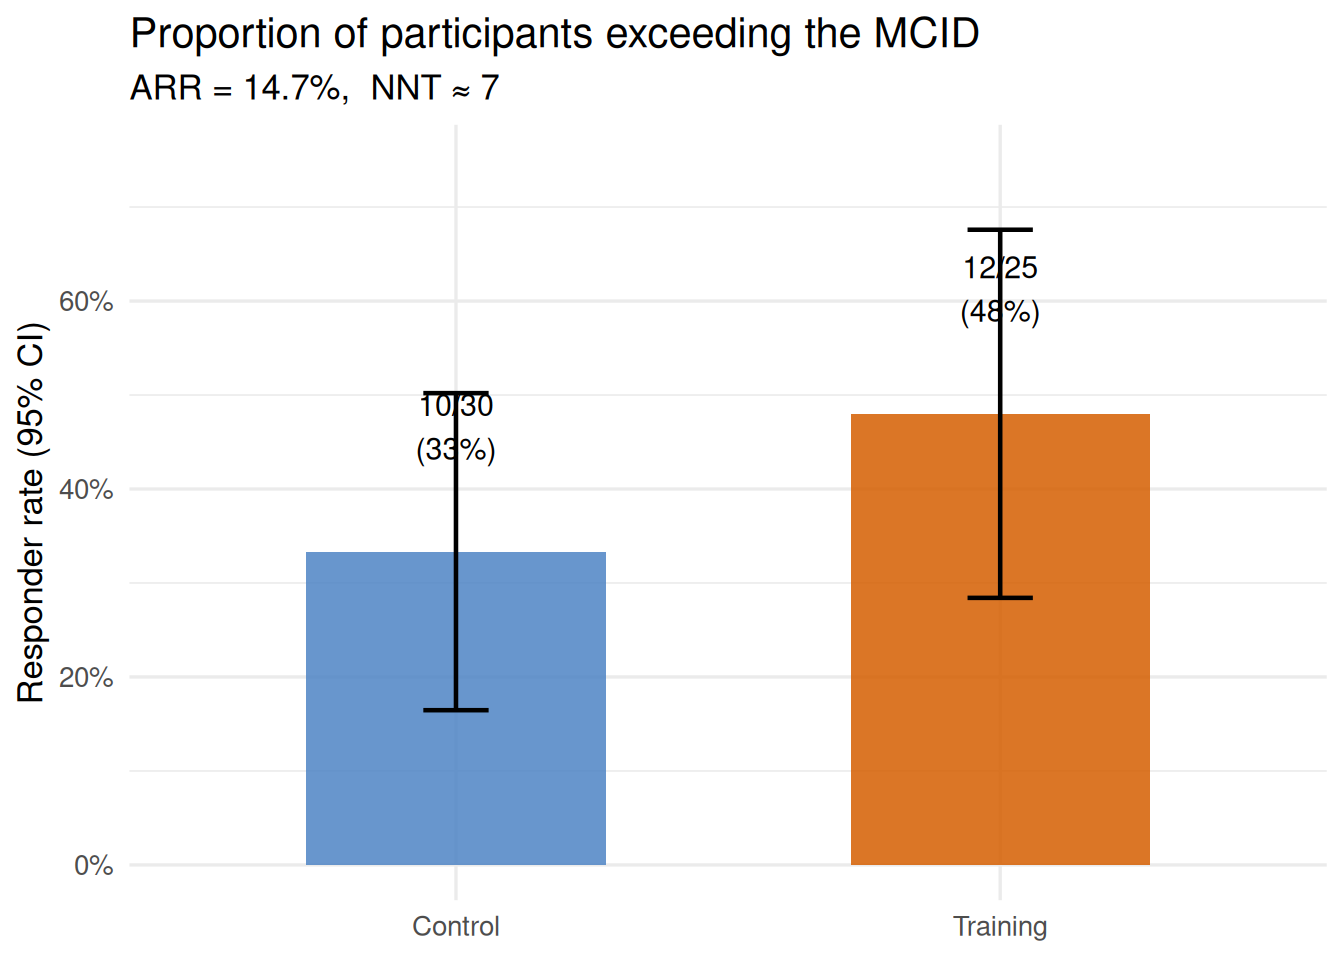 Proportion of participants exceeding the MCID
ARR = 14.7%,  NNT ≈ 7
Responder rate (95% CI)
60%
40%
20%
0%
10/30
(33%)
12/25
(48%)
Control
Training